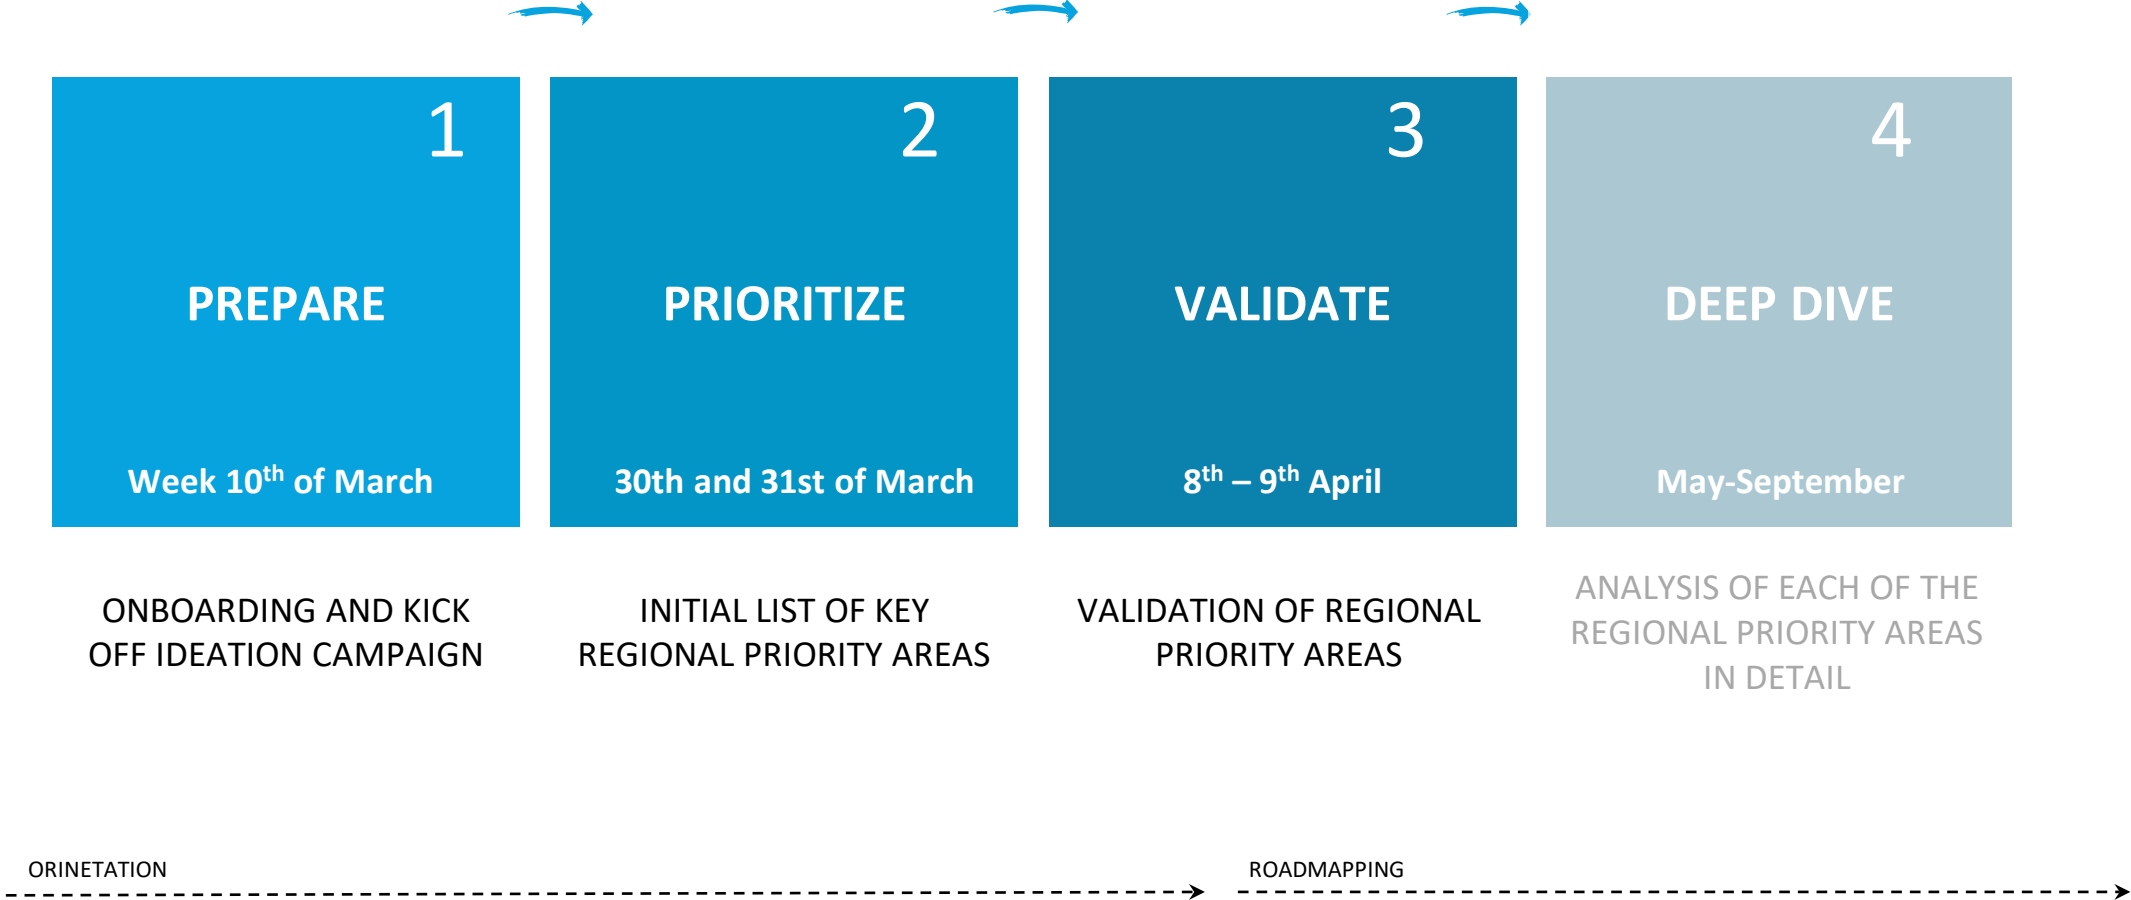 1
PREPARE
Week 10th of March
ONBOARDING AND KICK
OFF IDEATION CAMPAIGN
2
PRIORITIZE
30th and 31st of March
INITIAL LIST OF KEY
REGIONAL PRIORITY AREAS
3
VALIDATE
8th – 9th April
VALIDATION OF REGIONAL
PRIORITY AREAS
4
DEEP DIVE
May-September
ANALYSIS OF EACH OF THE
REGIONAL PRIORITY AREAS
IN DETAIL
ORINETATION
ROADMAPPING